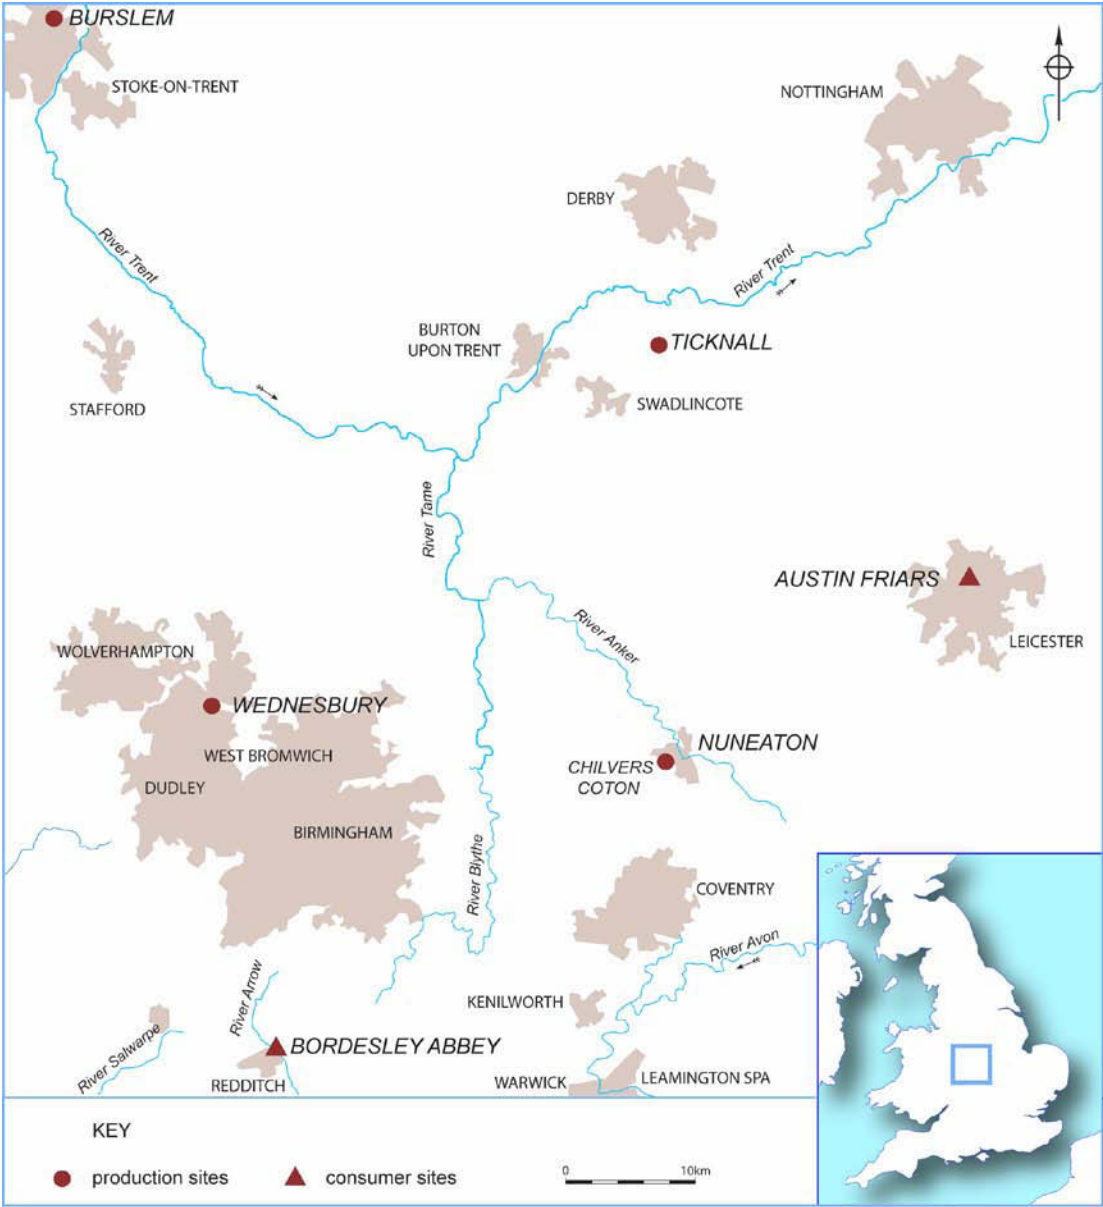 BURSLEM
STOKE-ON-TRENT
NOTTINGHAM
DERBY
River Trent
River Trent
BURTON
UPON TRENT
TICKNALL
STAFFORD
SWADLINCOTE
River Tame
AUSTIN FRIARS
LEICESTER
River Anker
WOLVERHAMPTON
WEDNESBURY
NUNEATON
WEST BROMWICH
CHILVERS
COTON
DUDLEY
BIRMINGHAM
River Blythe
COVENTRY
River Avon
River Arrow
KENILWORTH
River Salwarpe
BORDESLEY ABBEY
REDDITCH
WARWICK
LEAMINGTON SPA
KEY
production sites
consumer sites
0 10km